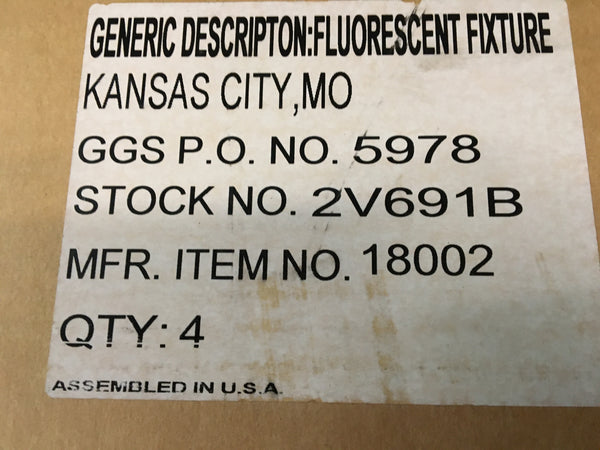 GENERIC DESCRIPTON:FLUORESCENT FIXTURE
KANSAS CITY,MO
GGS P.O. NO. 5978
STOCK NO. 2V691B
MFR. ITEM NO. 18002
QTY: 4
ASSEMBLED IN U.S.A.